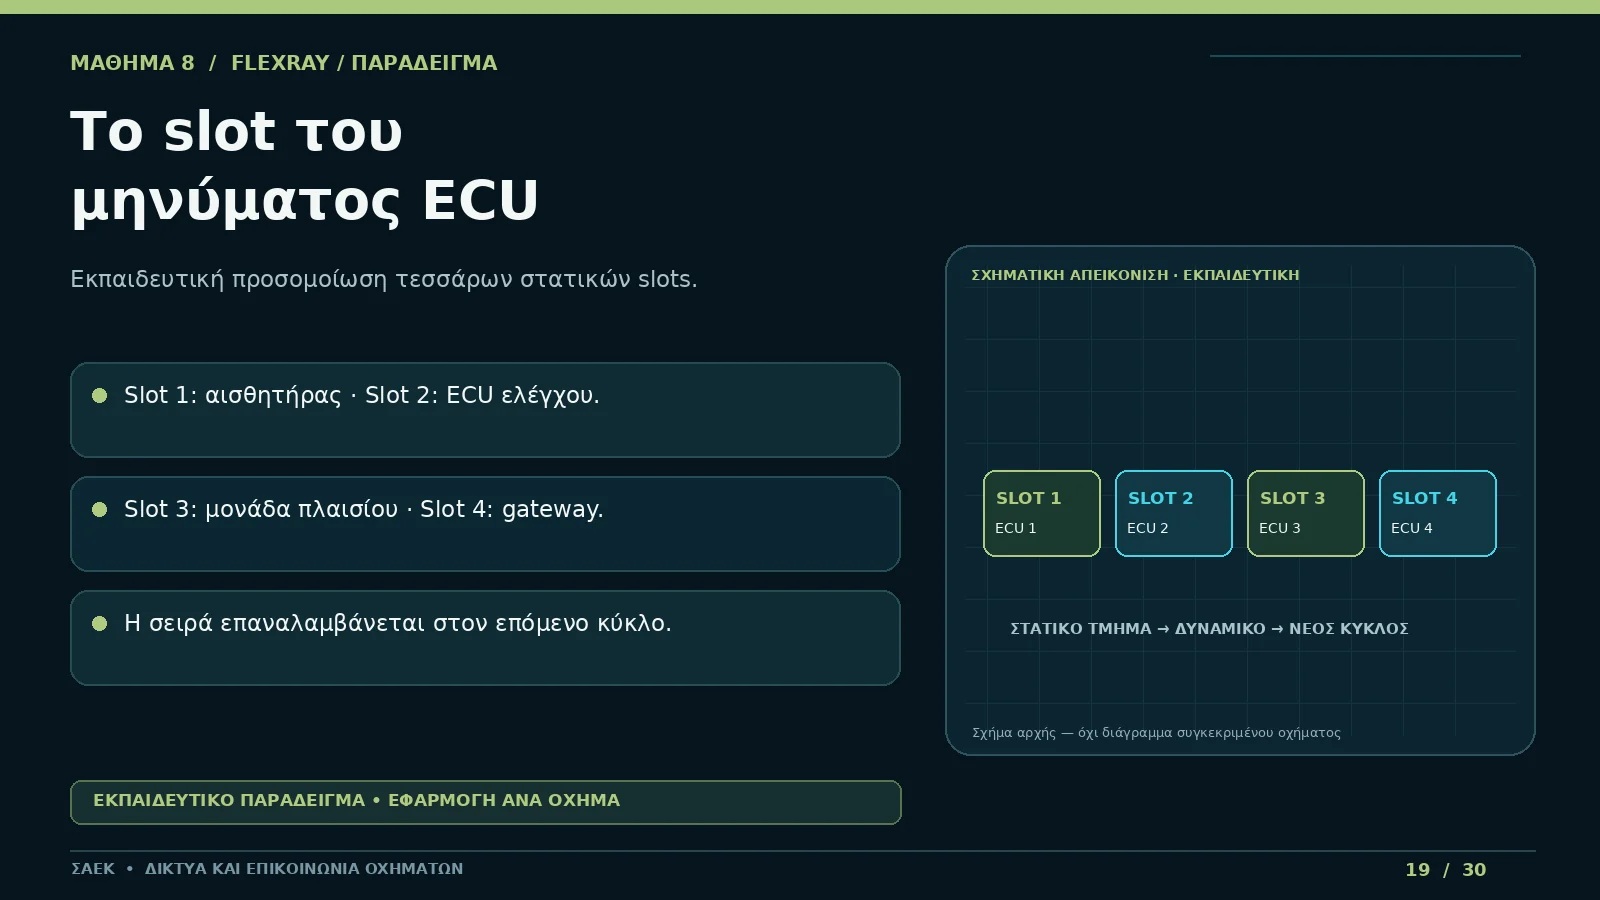 ΜΑΘΗΜΑ 8 / FLEXRAY / ΠΑΡΑΔΕΙΓΜΑ
Το slot του
μηνύματος ECU
Εκπαιδευτική προσομοίωση τεσσάρων στατικών slots.
Slot 1: αισθητήρας · Slot 2: ECU ελέγχου.
Slot 3: μονάδα πλαισίου · Slot 4: gateway.
Η σειρά επαναλαμβάνεται στον επόμενο κύκλο.
ΕΚΠΑΙΔΕΥΤΙΚΟ ΠΑΡΑΔΕΙΓΜΑ • ΕΦΑΡΜΟΓΗ ΑΝΑ ΟΧΗΜΑ
ΣΧΗΜΑΤΙΚΗ ΑΠΕΙΚΟΝΙΣΗ · ΕΚΠΑΙΔΕΥΤΙΚΗ
SLOT 1
ECU 1
SLOT 2
ECU 2
SLOT 3
ECU 3
SLOT 4
ECU 4
ΣΤΑΤΙΚΟ ΤΜΗΜΑ → ΔΥΝΑΜΙΚΟ → ΝΕΟΣ ΚΥΚΛΟΣ
Σχήμα αρχής — όχι διάγραμμα συγκεκριμένου οχήματος
ΣΑΕΚ • ΔΙΚΤΥΑ ΚΑΙ ΕΠΙΚΟΙΝΩΝΙΑ ΟΧΗΜΑΤΩΝ
19 / 30